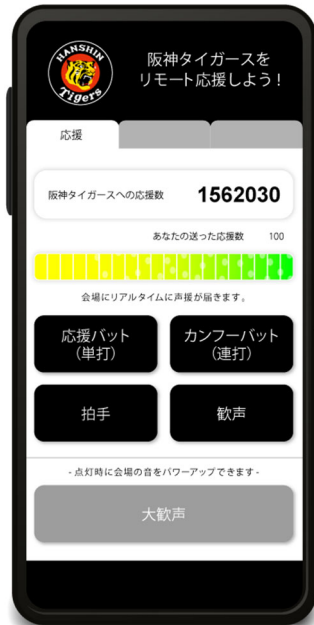 HANSHIN
Tigers
阪神タイガースを
リモート応援しよう!
応援
阪神タイガースへの応援数 1562030
あなたの送った応援数 100
会場にリアルタイムに声援が届きます。
応援バット
(単打)
カンフーバット
(連打)
拍手
歓声
- 点灯時に会場の音をパワーアップできます -
大歓声